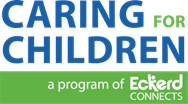 CARING FOR
CHILDREN
a program of Eckerd
CONNECTS